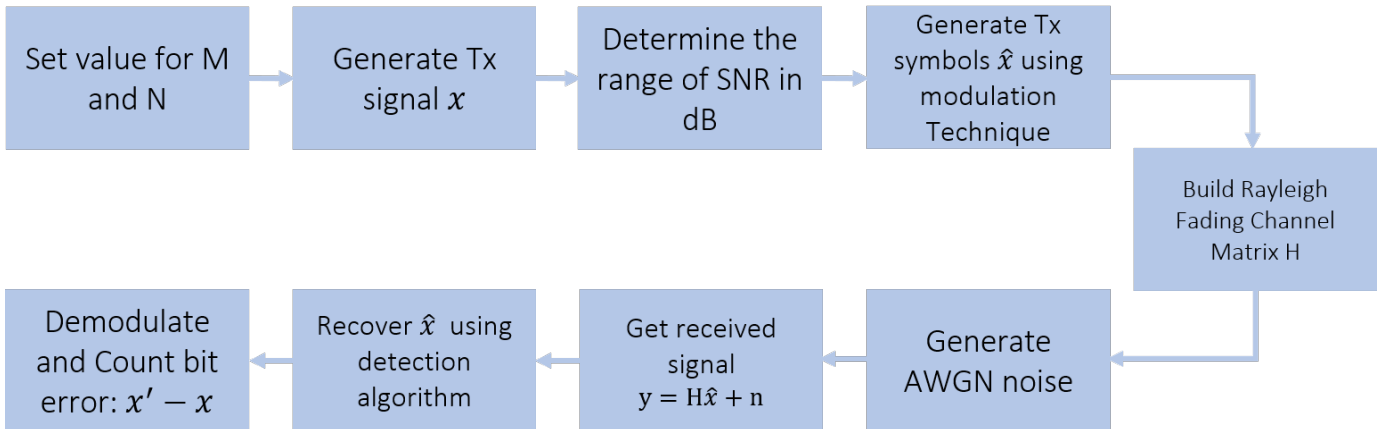 Set value for M
and N
Generate Tx
signal x
Determine the
range of SNR in
dB
Generate Tx
symbols x̂ using
modulation
Technique
Build Rayleigh
Fading Channel
Matrix H
Generate
AWGN noise
Get received
signal
y = Hx̂ + n
Recover x̂ using
detection
algorithm
Demodulate
and Count bit
error: x′ − x